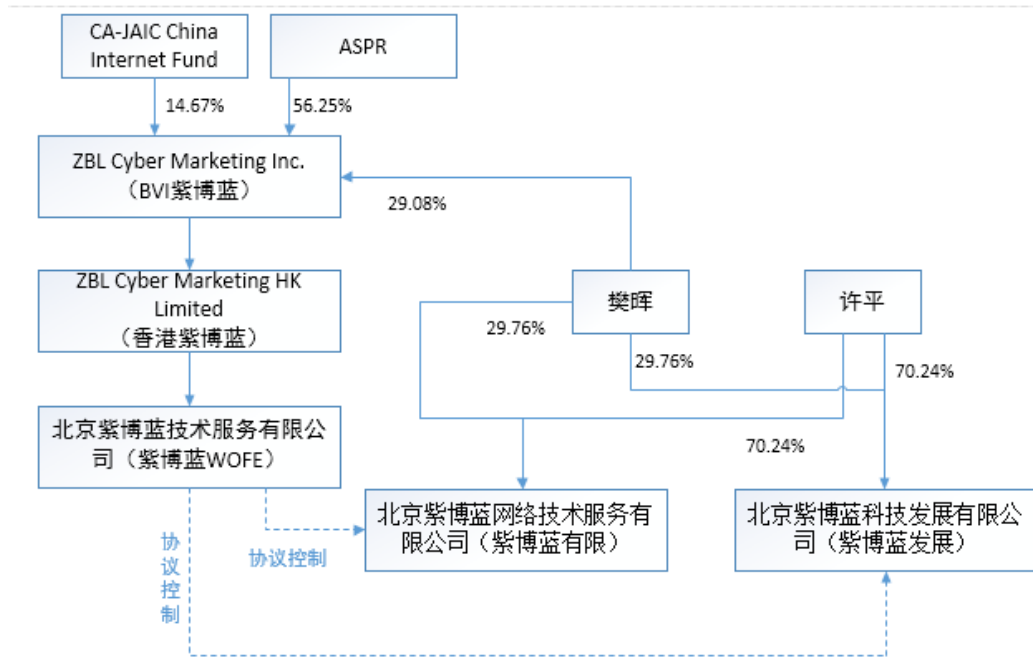 CA-JAIC China
Internet Fund
ASPR
14.67%
56.25%
ZBL Cyber Marketing Inc.
（BVI紫博蓝）
29.08%
ZBL Cyber Marketing HK
Limited
（香港紫博蓝）
樊晖
许平
29.76%
29.76%
70.24%
北京紫博蓝技术服务有限公
司（紫博蓝WOFE）
70.24%
北京紫博蓝网络技术服务有
限公司（紫博蓝有限）
北京紫博蓝科技发展有限公
司（紫博蓝发展）
协议控制
协
议
控
制